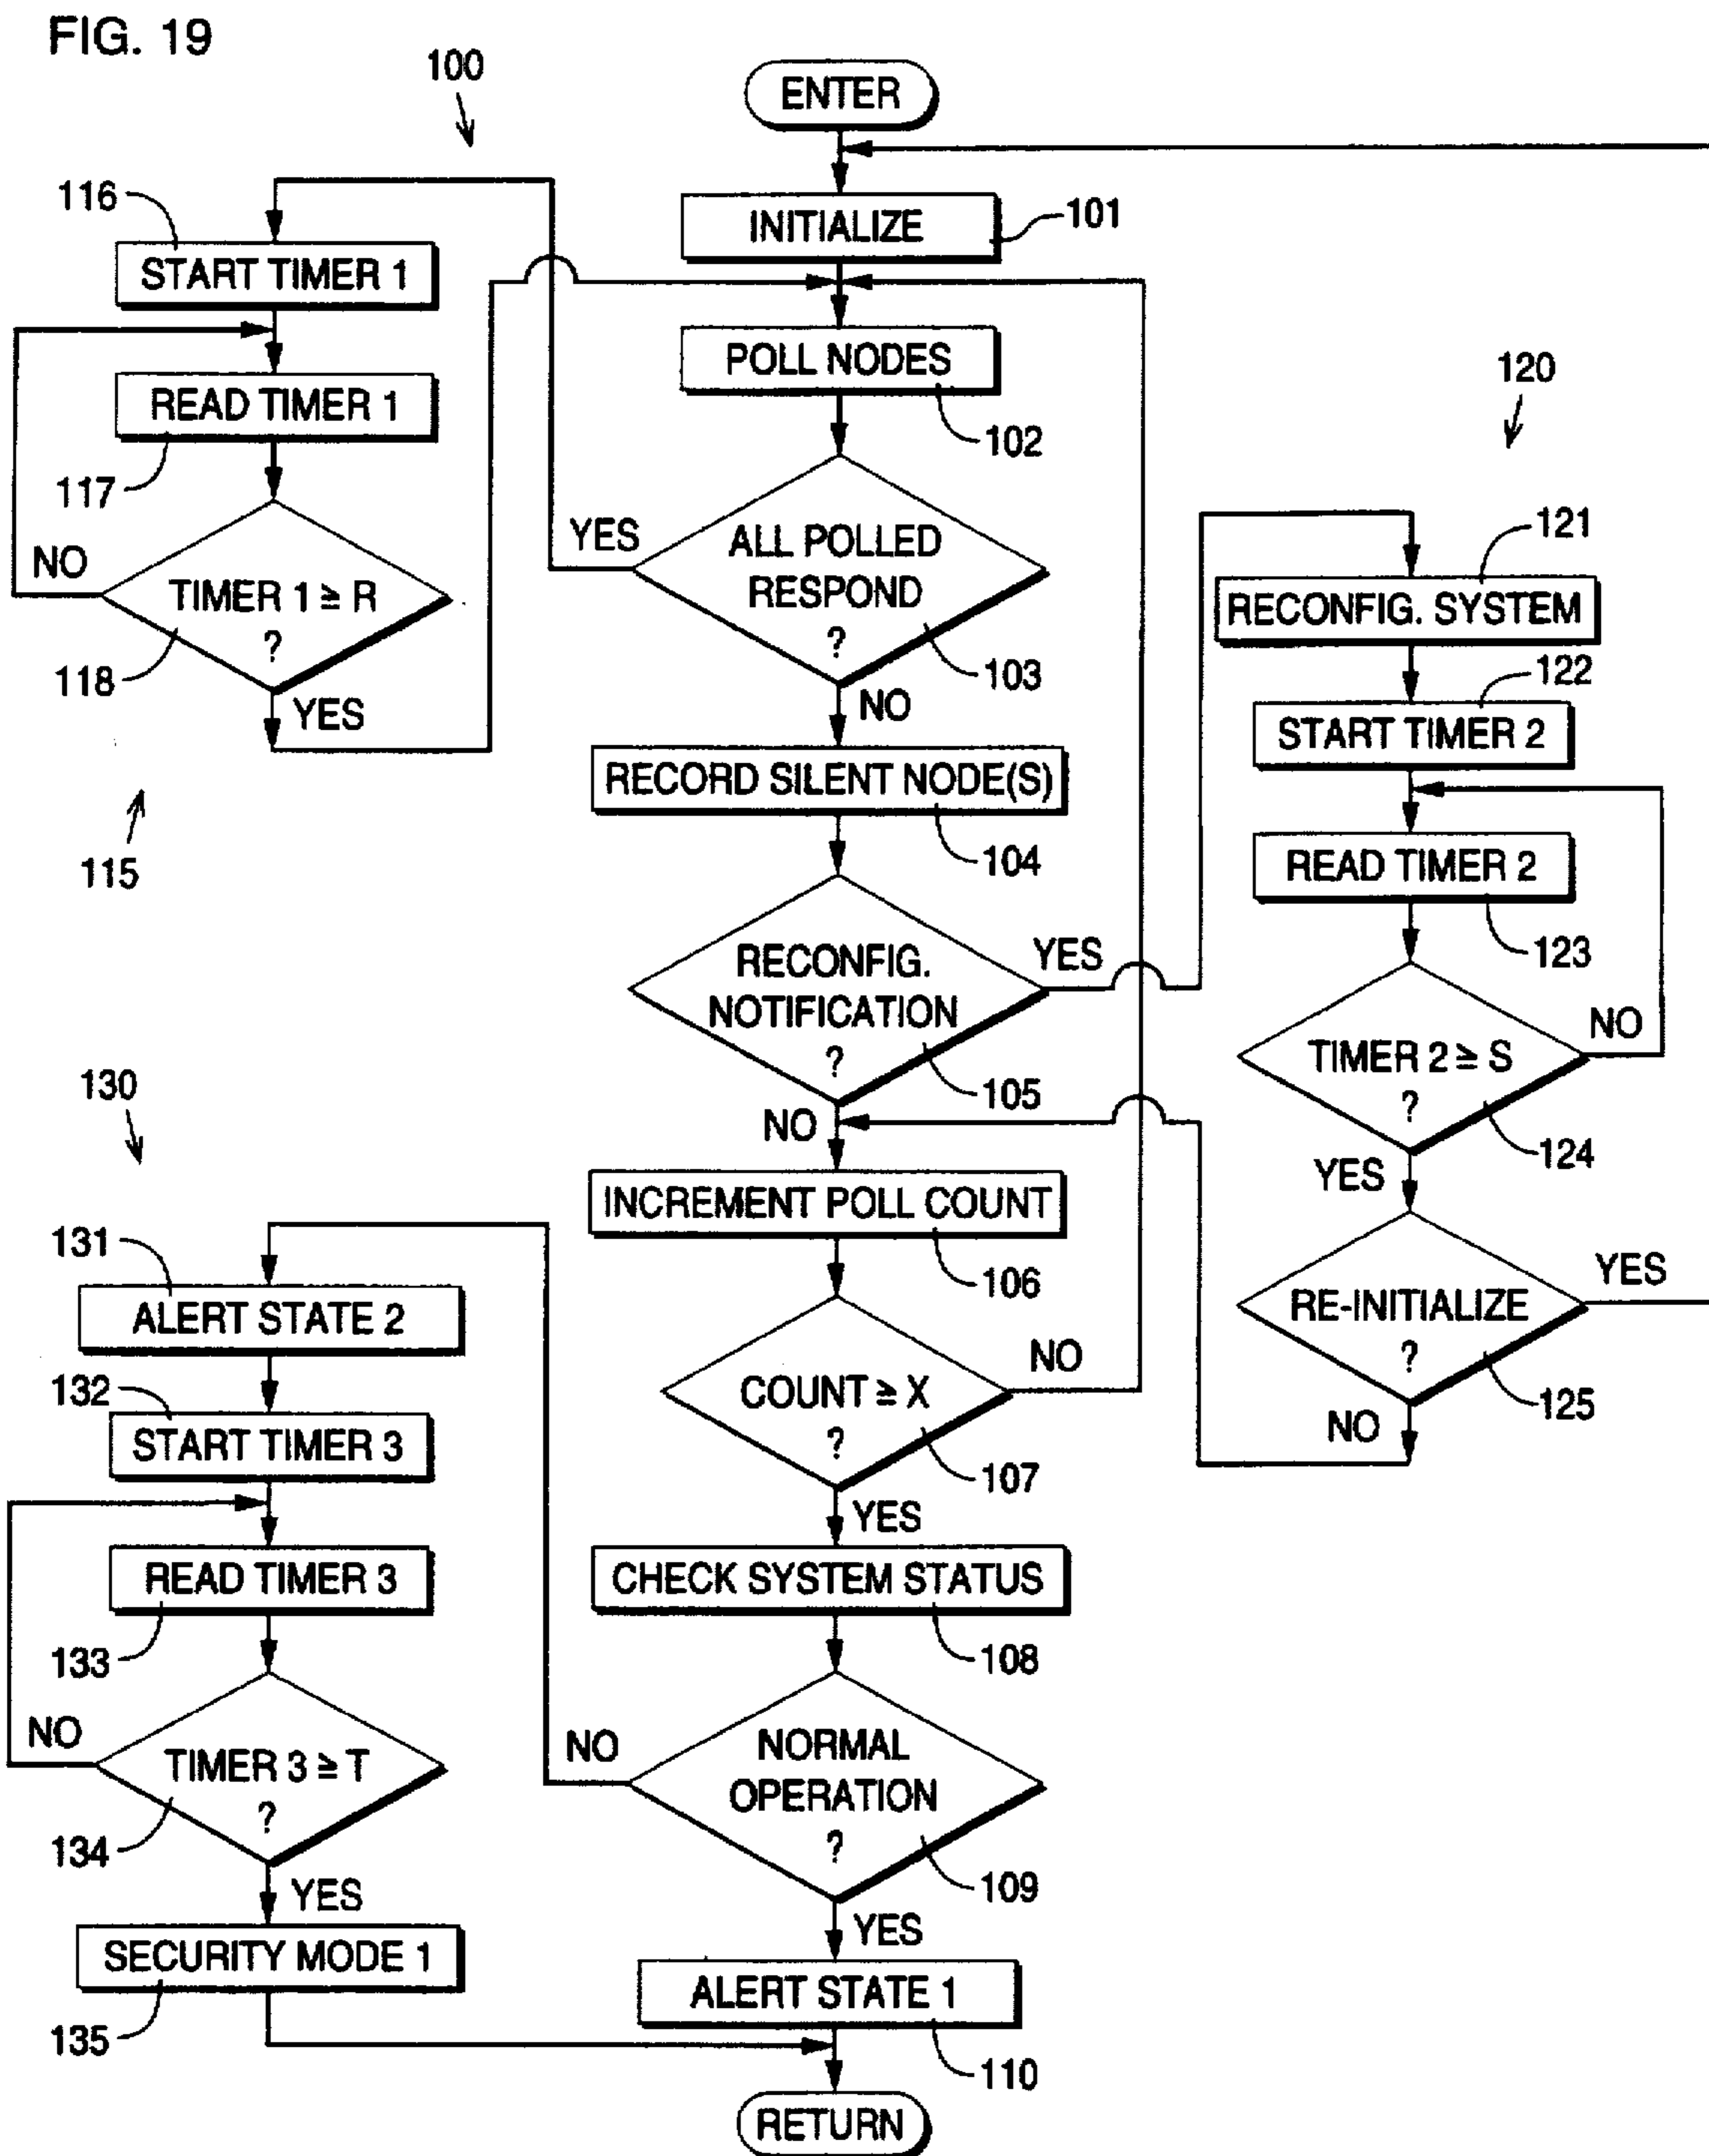 FIG. 19
100
ENTER
INITIALIZE
101
116
START TIMER 1
POLL NODES
102
READ TIMER 1
117
ALL POLLED
RESPOND
?
103
YES
NO
TIMER 1 ≧ R
?
118
NO
YES
115
RECORD SILENT NODE(S)
104
RECONFIG.
NOTIFICATION
?
105
YES
NO
120
121
RECONFIG. SYSTEM
122
START TIMER 2
READ TIMER 2
123
TIMER 2 ≧ S
?
124
NO
YES
RE-INITIALIZE
?
125
YES
NO
INCREMENT POLL COUNT
106
COUNT ≧ X
?
107
NO
YES
CHECK SYSTEM STATUS
108
NORMAL
OPERATION
?
109
NO
YES
ALERT STATE 1
110
130
131
ALERT STATE 2
132
START TIMER 3
READ TIMER 3
133
TIMER 3 ≧ T
?
134
NO
YES
SECURITY MODE 1
135
RETURN